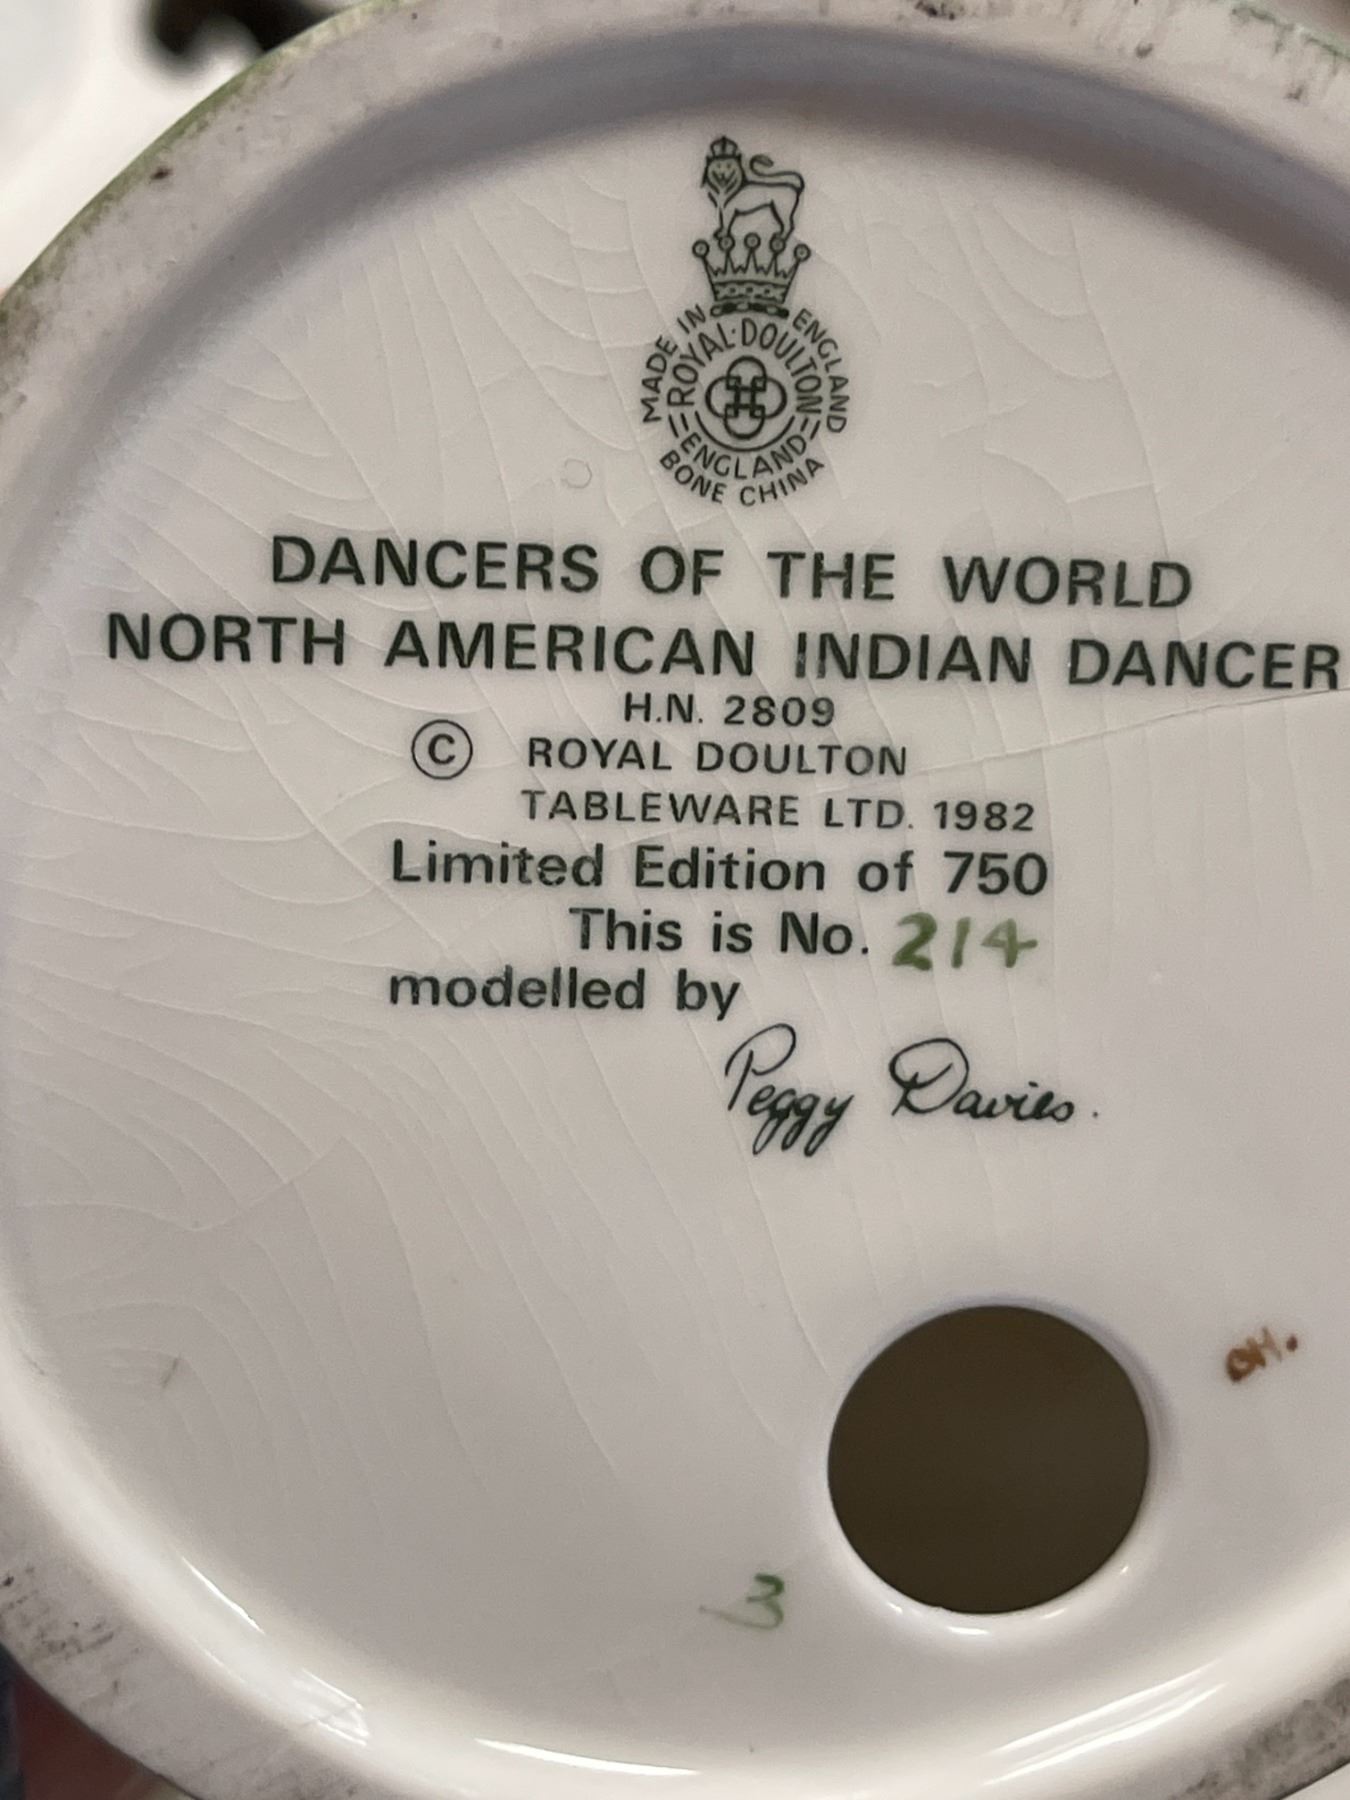 MADE IN ENGLAND
ROYAL·DOULTON
ENGLAND
BONE CHINA
DANCERS OF THE WORLD
NORTH AMERICAN INDIAN DANCER
H.N. 2809
© ROYAL DOULTON
TABLEWARE LTD. 1982
Limited Edition of 750
This is No. 214
modelled by
Peggy Davies.
3